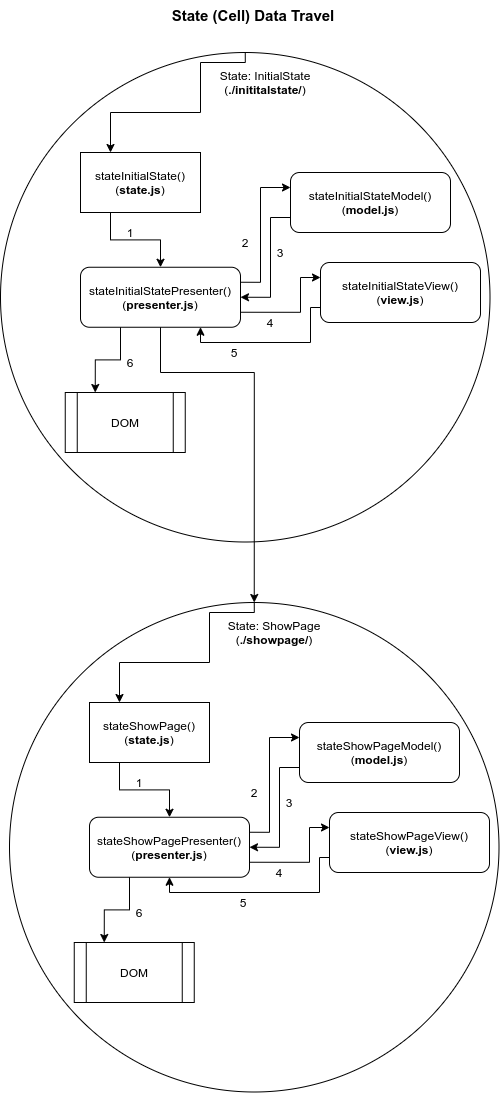 State (Cell) Data Travel
State: InitialState
(./inititalstate/)
stateInitialState()
(state.js)
1
2
stateInitialStateModel()
(model.js)
3
stateInitialStatePresenter()
(presenter.js)
stateInitialStateView()
(view.js)
4
5
6
DOM
State: ShowPage
(./showpage/)
stateShowPage()
(state.js)
1
2
stateShowPageModel()
(model.js)
3
stateShowPagePresenter()
(presenter.js)
stateShowPageView()
(view.js)
4
5
6
DOM